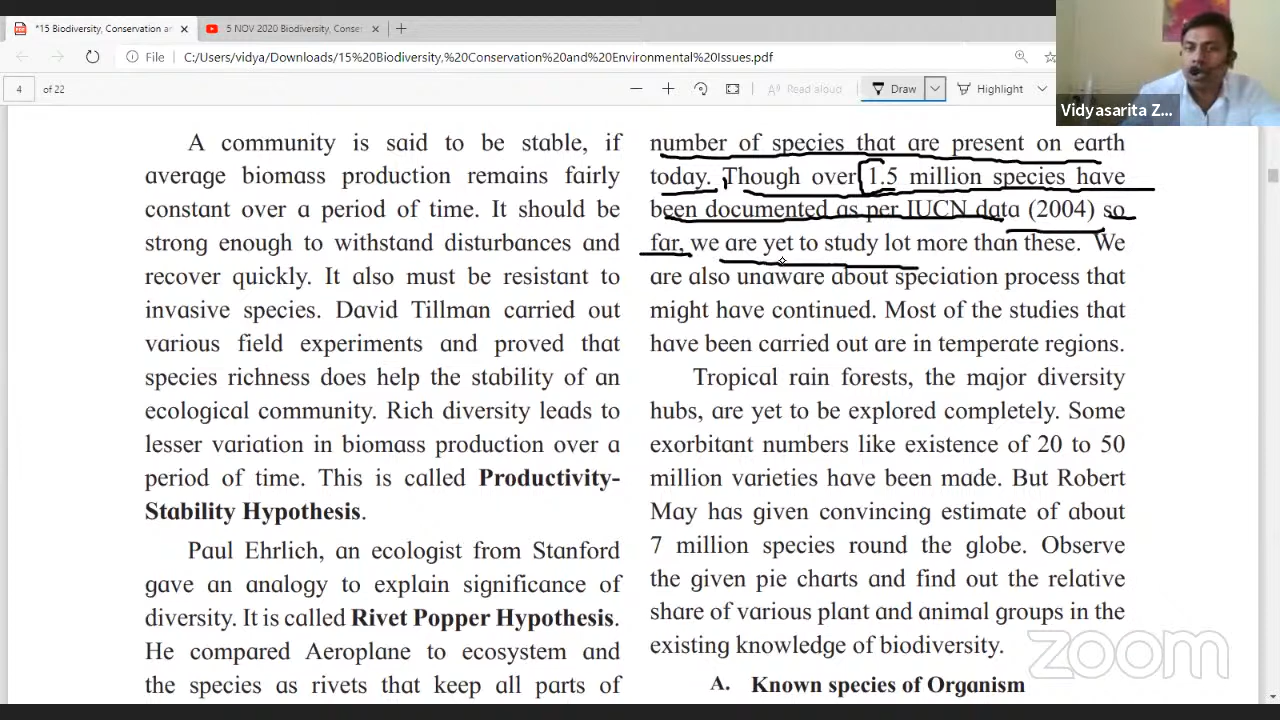 *15 Biodiversity, Conservation an
5 NOV 2020 Biodiversity, Conser
File C:/Users/vidya/Downloads/15%20Biodiversity,%20Conservation%20and%20Environmental%20Issues.pdf
4 of 22
Read aloud
Draw
Highlight
Vidyasarita Z...
A community is said to be stable, if
average biomass production remains fairly
constant over a period of time. It should be
strong enough to withstand disturbances and
recover quickly. It also must be resistant to
invasive species. David Tillman carried out
various field experiments and proved that
species richness does help the stability of an
ecological community. Rich diversity leads to
lesser variation in biomass production over a
period of time. This is called Productivity-
Stability Hypothesis.
Paul Ehrlich, an ecologist from Stanford
gave an analogy to explain significance of
diversity. It is called Rivet Popper Hypothesis.
He compared Aeroplane to ecosystem and
the species as rivets that keep all parts of
number of species that are present on earth
today. Though over 1.5 million species have
been documented as per IUCN data (2004) so
far, we are yet to study lot more than these. We
are also unaware about speciation process that
might have continued. Most of the studies that
have been carried out are in temperate regions.
Tropical rain forests, the major diversity
hubs, are yet to be explored completely. Some
exorbitant numbers like existence of 20 to 50
million varieties have been made. But Robert
May has given convincing estimate of about
7 million species round the globe. Observe
the given pie charts and find out the relative
share of various plant and animal groups in the
existing knowledge of biodiversity.
A. Known species of Organism
zoom